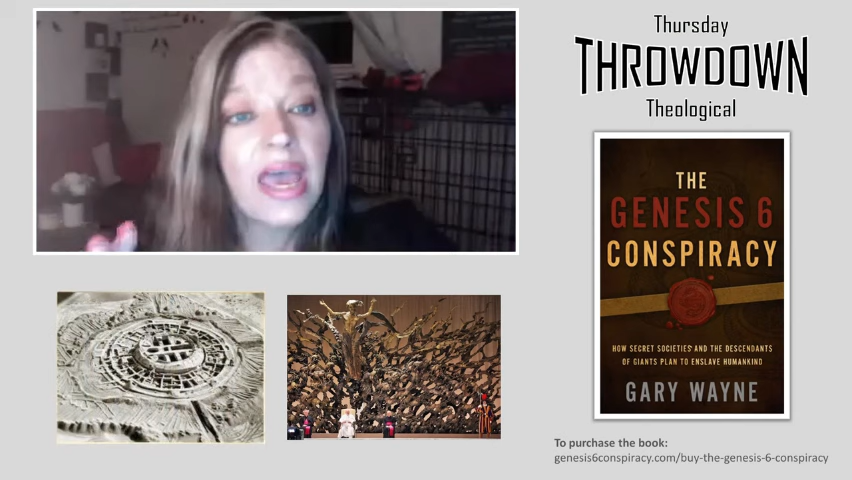 Thursday
THROWDOWN
Theological
THE
GENESIS 6
CONSPIRACY
HOW SECRET SOCIETIES AND THE DESCENDANTS
OF GIANTS PLAN TO ENSLAVE HUMANKIND
GARY WAYNE
To purchase the book:
genesis6conspiracy.com/buy-the-genesis-6-conspiracy